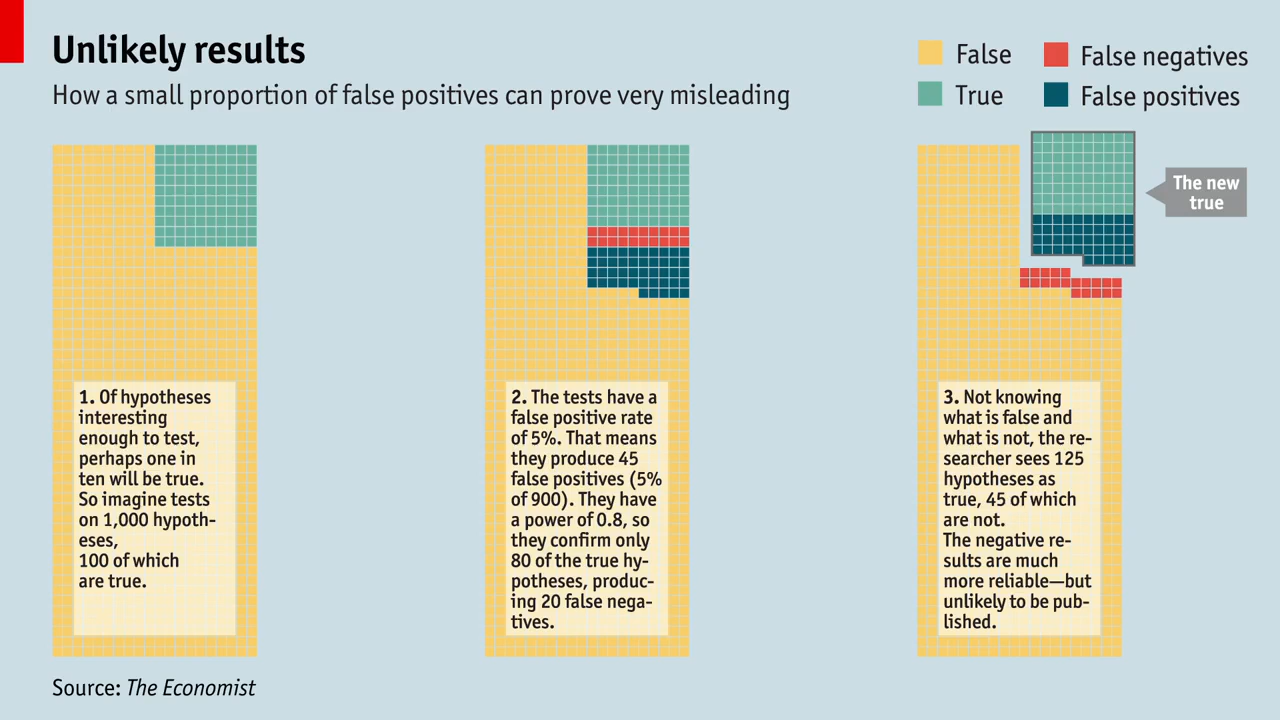 Unlikely results
How a small proportion of false positives can prove very misleading
False
False negatives
True
False positives
The new
true
1. Of hypotheses
interesting
enough to test,
perhaps one in
ten will be true.
So imagine tests
on 1,000 hypoth-
eses,
100 of which
are true.
2. The tests have a
false positive rate
of 5%. That means
they produce 45
false positives (5%
of 900). They have
a power of 0.8, so
they confirm only
80 of the true hy-
potheses, produc-
ing 20 false nega-
tives.
3. Not knowing
what is false and
what is not, the re-
searcher sees 125
hypotheses as
true, 45 of which
are not.
The negative re-
sults are much
more reliable—but
unlikely to be pub-
lished.
Source: The Economist